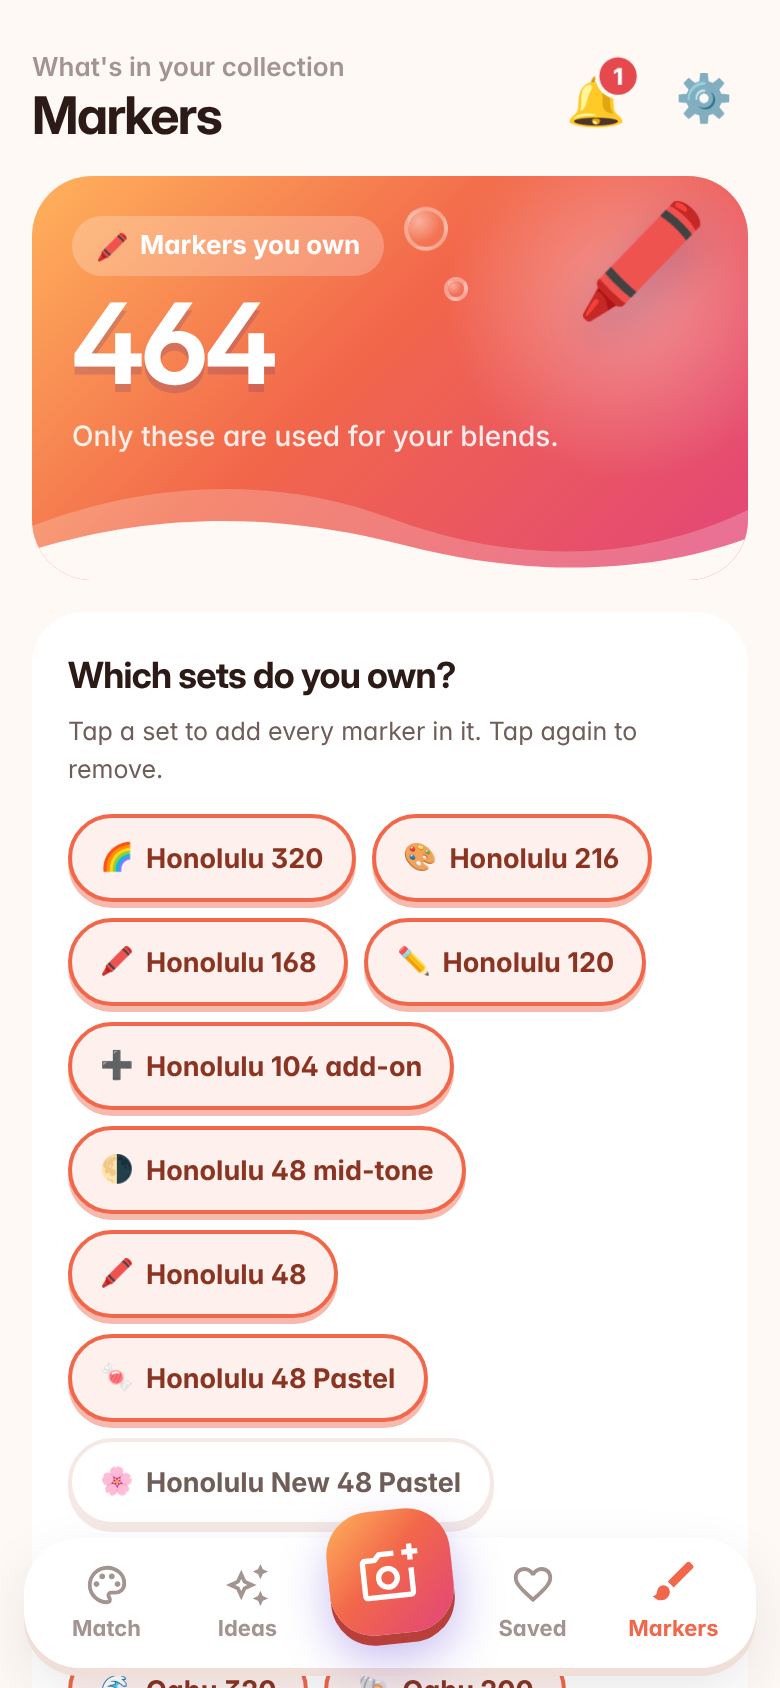 What's in your collection
Markers
1
Markers you own
464
Only these are used for your blends.
Which sets do you own?
Tap a set to add every marker in it. Tap again to
remove.
Honolulu 320
Honolulu 216
Honolulu 168
Honolulu 120
Honolulu 104 add-on
Honolulu 48 mid-tone
Honolulu 48
Honolulu 48 Pastel
Honolulu New 48 Pastel
Match
Ideas
Saved
Markers